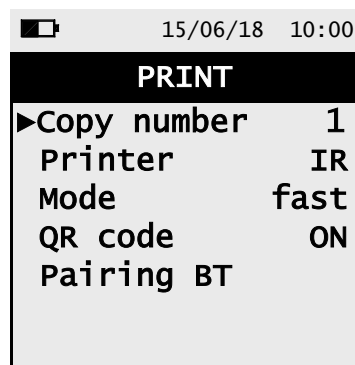 15/06/18 10:00
PRINT
►Copy number 1
Printer IR
Mode fast
QR code ON
Pairing BT